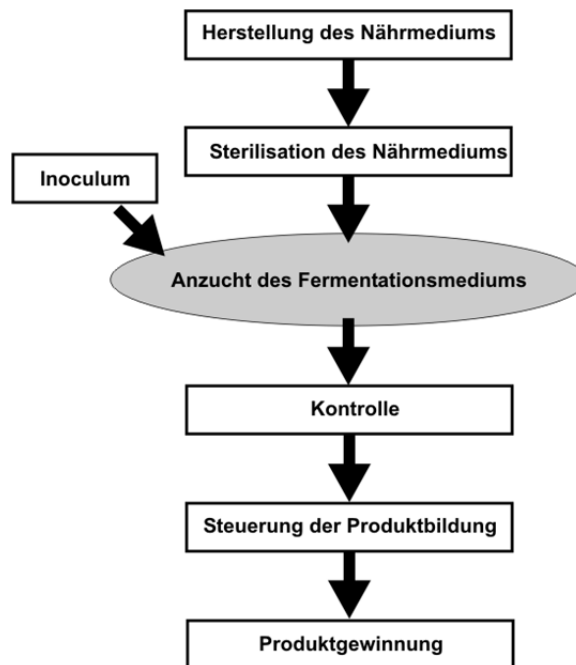 Herstellung des Nährmediums
Sterilisation des Nährmediums
Inoculum
Anzucht des Fermentationsmediums
Kontrolle
Steuerung der Produktbildung
Produktgewinnung